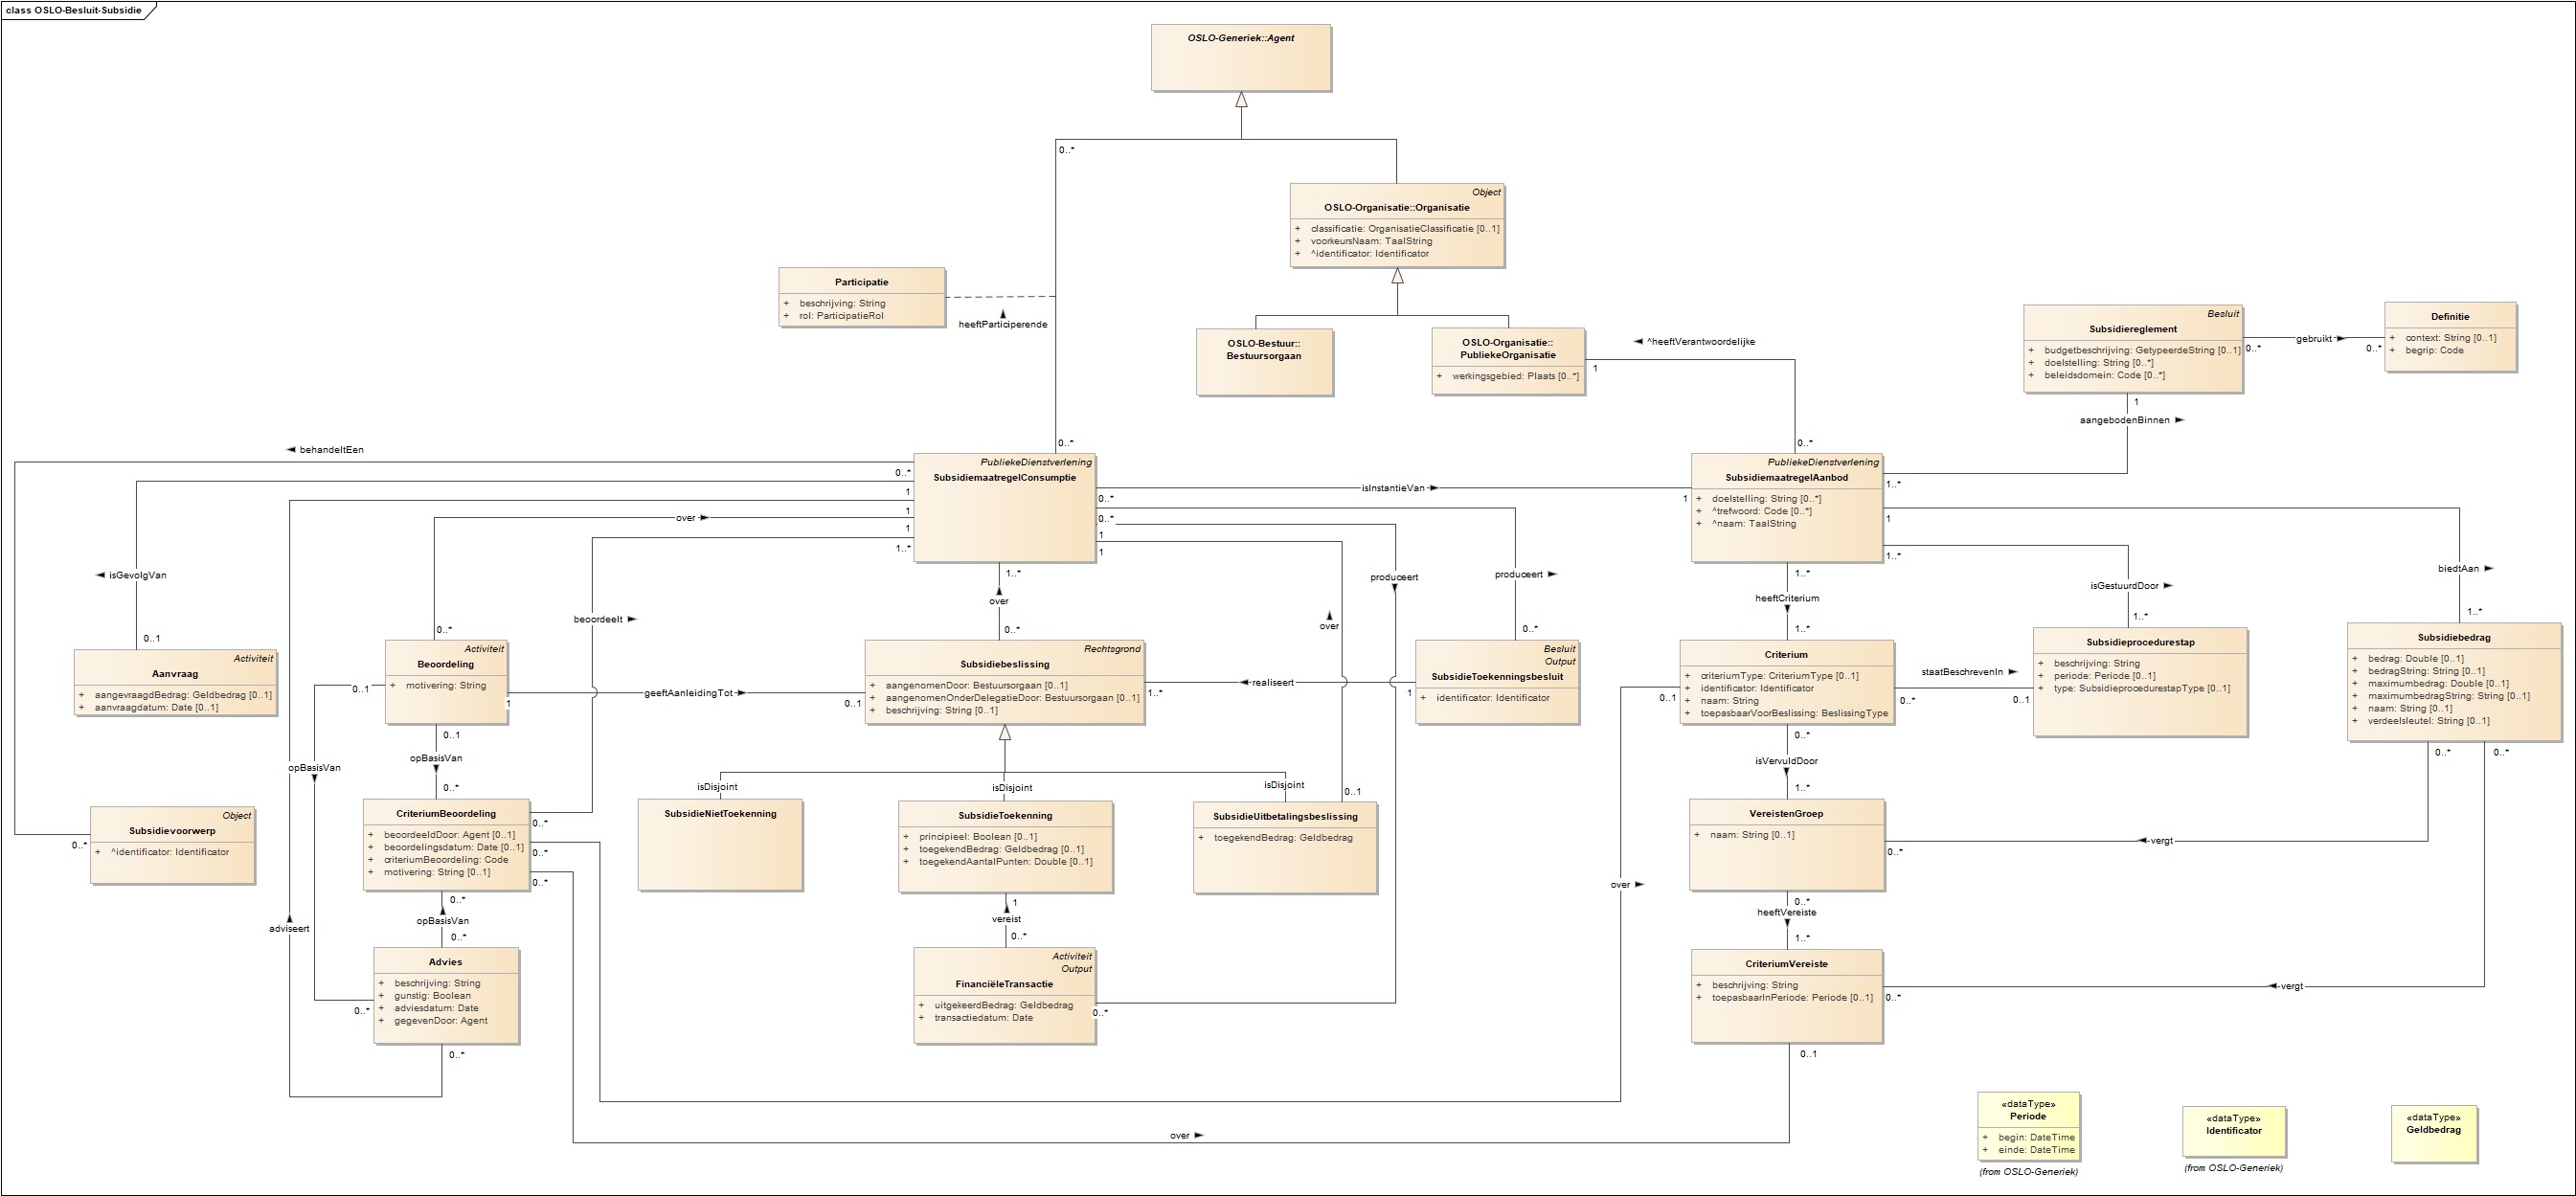 class OSLO-Besluit-Subsidie
OSLO-Generiek::Agent
0..*
Object
OSLO-Organisatie::Organisatie
+ classificatie: OrganisatieClassificatie [0..1]
+ voorkeursNaam: TaalString
+ ^identificator: Identificator
Participatie
+ beschrijving: String
+ rol: ParticipatieRol
heeftParticiperende
OSLO-Bestuur::
Bestuursorgaan
OSLO-Organisatie::
PubliekeOrganisatie
+ werkingsgebied: Plaats [0..*]
^heeftVerantwoordelijke
1
Besluit
Subsidiereglement
+ budgetbeschrijving: GetypeerdeString [0..1]
+ doelstelling: String [0..*]
+ beleidsdomein: Code [0..*]
0..*
gebruikt
0..*
Definitie
+ context: String [0..1]
+ begrip: Code
1
aangebodenBinnen
behandeltEen
0..*
0..*
0..*
1
1
1
1..*
PubliekeDienstverlening
SubsidiemaatregelConsumptie
0..*
0..*
1
1
isInstantieVan
1
PubliekeDienstverlening
SubsidiemaatregelAanbod
+ doelstelling: String [0..*]
+ ^trefwoord: Code [0..*]
+ ^naam: TaalString
1..*
1
1..*
over
isGevolgVan
0..1
beoordeelt
0..*
1..*
over
0..*
over
produceert
produceert
0..*
1..*
heeftCriterium
1..*
isGestuurdDoor
1..*
biedtAan
1..*
Activiteit
Aanvraag
+ aangevraagdBedrag: Geldbedrag [0..1]
+ aanvraagdatum: Date [0..1]
Activiteit
Beoordeling
+ motivering: String
0..1
1
geeftAanleidingTot
0..1
Rechtsgrond
Subsidiebeslissing
+ aangenomenDoor: Bestuursorgaan [0..1]
+ aangenomenOnderDelegatieDoor: Bestuursorgaan [0..1]
+ beschrijving: String [0..1]
1..*
realiseert
1
Besluit
Output
SubsidieToekenningsbesluit
+ identificator: Identificator
Criterium
+ criteriumType: CriteriumType [0..1]
+ identificator: Identificator
+ naam: String
+ toepasbaarVoorBeslissing: BeslissingType
0..1
staatBeschrevenIn
0..*
0..1
Subsidieprocedurestap
+ beschrijving: String
+ periode: Periode [0..1]
+ type: SubsidieprocedurestapType [0..1]
Subsidiebedrag
+ bedrag: Double [0..1]
+ bedragString: String [0..1]
+ maximumbedrag: Double [0..1]
+ maximumbedragString: String [0..1]
+ naam: String [0..1]
+ verdeelsleutel: String [0..1]
0..*
0..*
0..1
opBasisVan
0..*
opBasisVan
isDisjoint
isDisjoint
isDisjoint
0..1
0..*
isVervuldDoor
1..*
Object
Subsidievoorwerp
+ ^identificator: Identificator
0..*
CriteriumBeoordeling
+ beoordeeldDoor: Agent [0..1]
+ beoordelingsdatum: Date [0..1]
+ criteriumBeoordeling: Code
+ motivering: String [0..1]
0..*
0..*
0..*
SubsidieNietToekenning
SubsidieToekenning
+ principieel: Boolean [0..1]
+ toegekendBedrag: Geldbedrag [0..1]
+ toegekendAantalPunten: Double [0..1]
SubsidieUitbetalingsbeslissing
+ toegekendBedrag: Geldbedrag
VereistenGroep
+ naam: String [0..1]
0..*
vergt
over
0..*
opBasisVan
0..*
adviseert
1
vereist
0..*
0..*
heeftVereiste
1..*
Advies
+ beschrijving: String
+ gunstig: Boolean
+ adviesdatum: Date
+ gegevenDoor: Agent
0..*
0..*
Activiteit
Output
FinanciëleTransactie
+ uitgekeerdBedrag: Geldbedrag
+ transactiedatum: Date
0..*
CriteriumVereiste
+ beschrijving: String
+ toepasbaarInPeriode: Periode [0..1]
0..*
vergt
0..1
over
«dataType»
Periode
+ begin: DateTime
+ einde: DateTime
(from OSLO-Generiek)
«dataType»
Identificator
(from OSLO-Generiek)
«dataType»
Geldbedrag